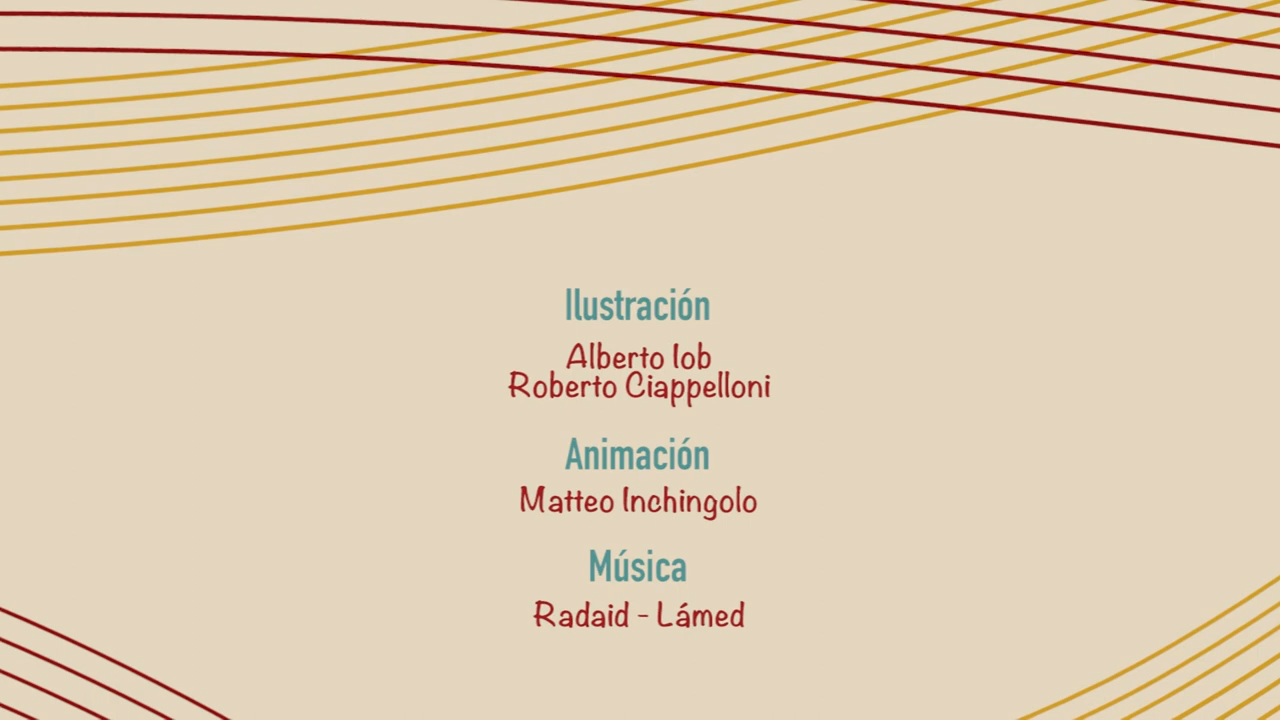 Ilustración
Alberto Iob
Roberto Ciappelloni
Animación
Matteo Inchingolo
Música
Radaid - Lámed